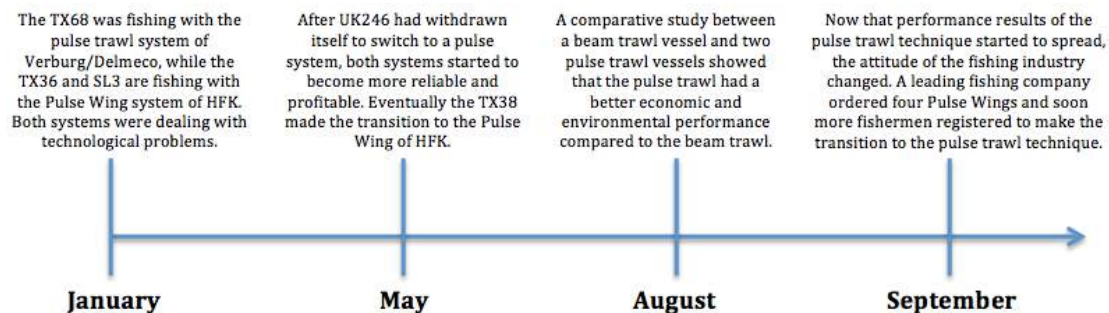 The TX68 was fishing with the
pulse trawl system of
Verburg/Delmeco, while the
TX36 and SL3 are fishing with
the Pulse Wing system of HFK.
Both systems were dealing with
technological problems.
After UK246 had withdrawn
itself to switch to a pulse
system, both systems started to
become more reliable and
profitable. Eventually the TX38
made the transition to the Pulse
Wing of HFK.
A comparative study between
a beam trawl vessel and two
pulse trawl vessels showed
that the pulse trawl had a
better economic and
environmental performance
compared to the beam trawl.
Now that performance results of the
pulse trawl technique started to spread,
the attitude of the fishing industry
changed. A leading fishing company
ordered four Pulse Wings and soon
more fishermen registered to make the
transition to the pulse trawl technique.
January
May
August
September